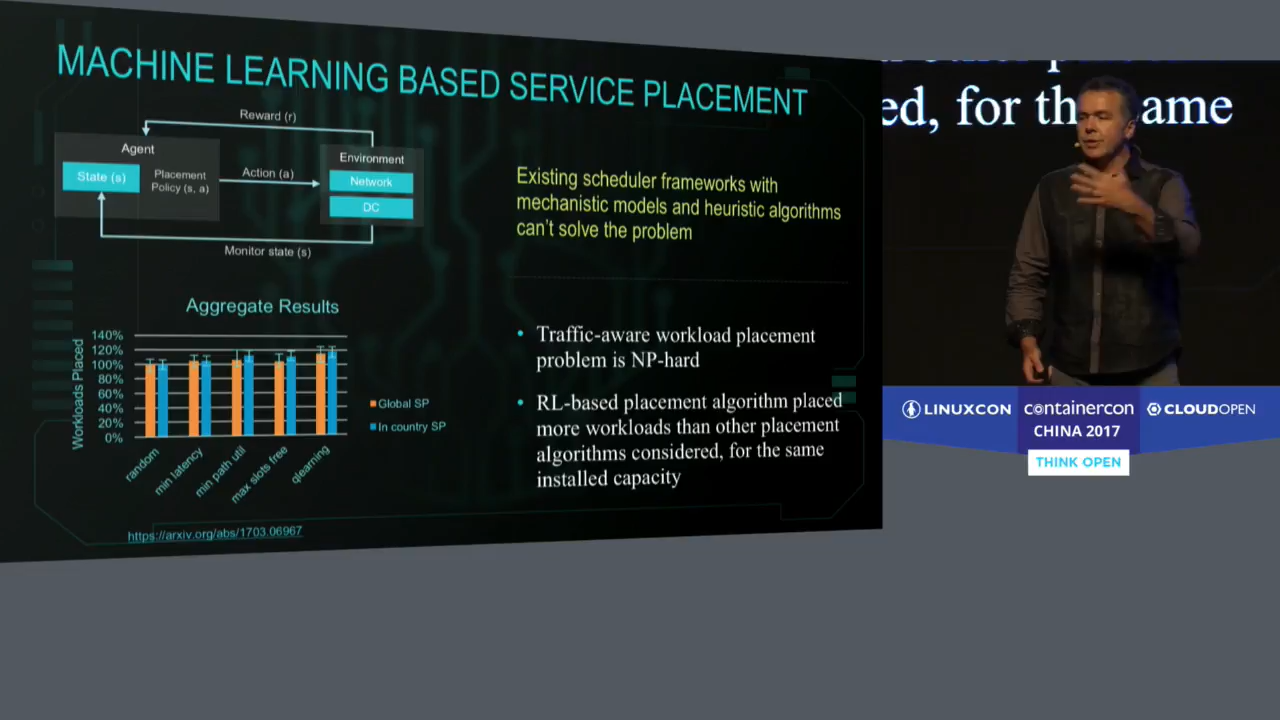 MACHINE LEARNING BASED SERVICE PLACEMENT
Reward (r)
Agent
State (s)
Placement
Policy (s, a)
Action (a)
Environment
Network
DC
Monitor state (s)
Existing scheduler frameworks with
mechanistic models and heuristic algorithms
can't solve the problem
Aggregate Results
Workloads Placed
140%
120%
100%
80%
60%
40%
20%
0%
random
min latency
min path util
max slots free
qlearning
Global SP
In country SP
• Traffic-aware workload placement
problem is NP-hard
• RL-based placement algorithm placed
more workloads than other placement
algorithms considered, for the same
installed capacity
https://arxiv.org/abs/1703.06967
ed, for the same
LINUXCON
containercon
CLOUDOPEN
CHINA 2017
THINK OPEN